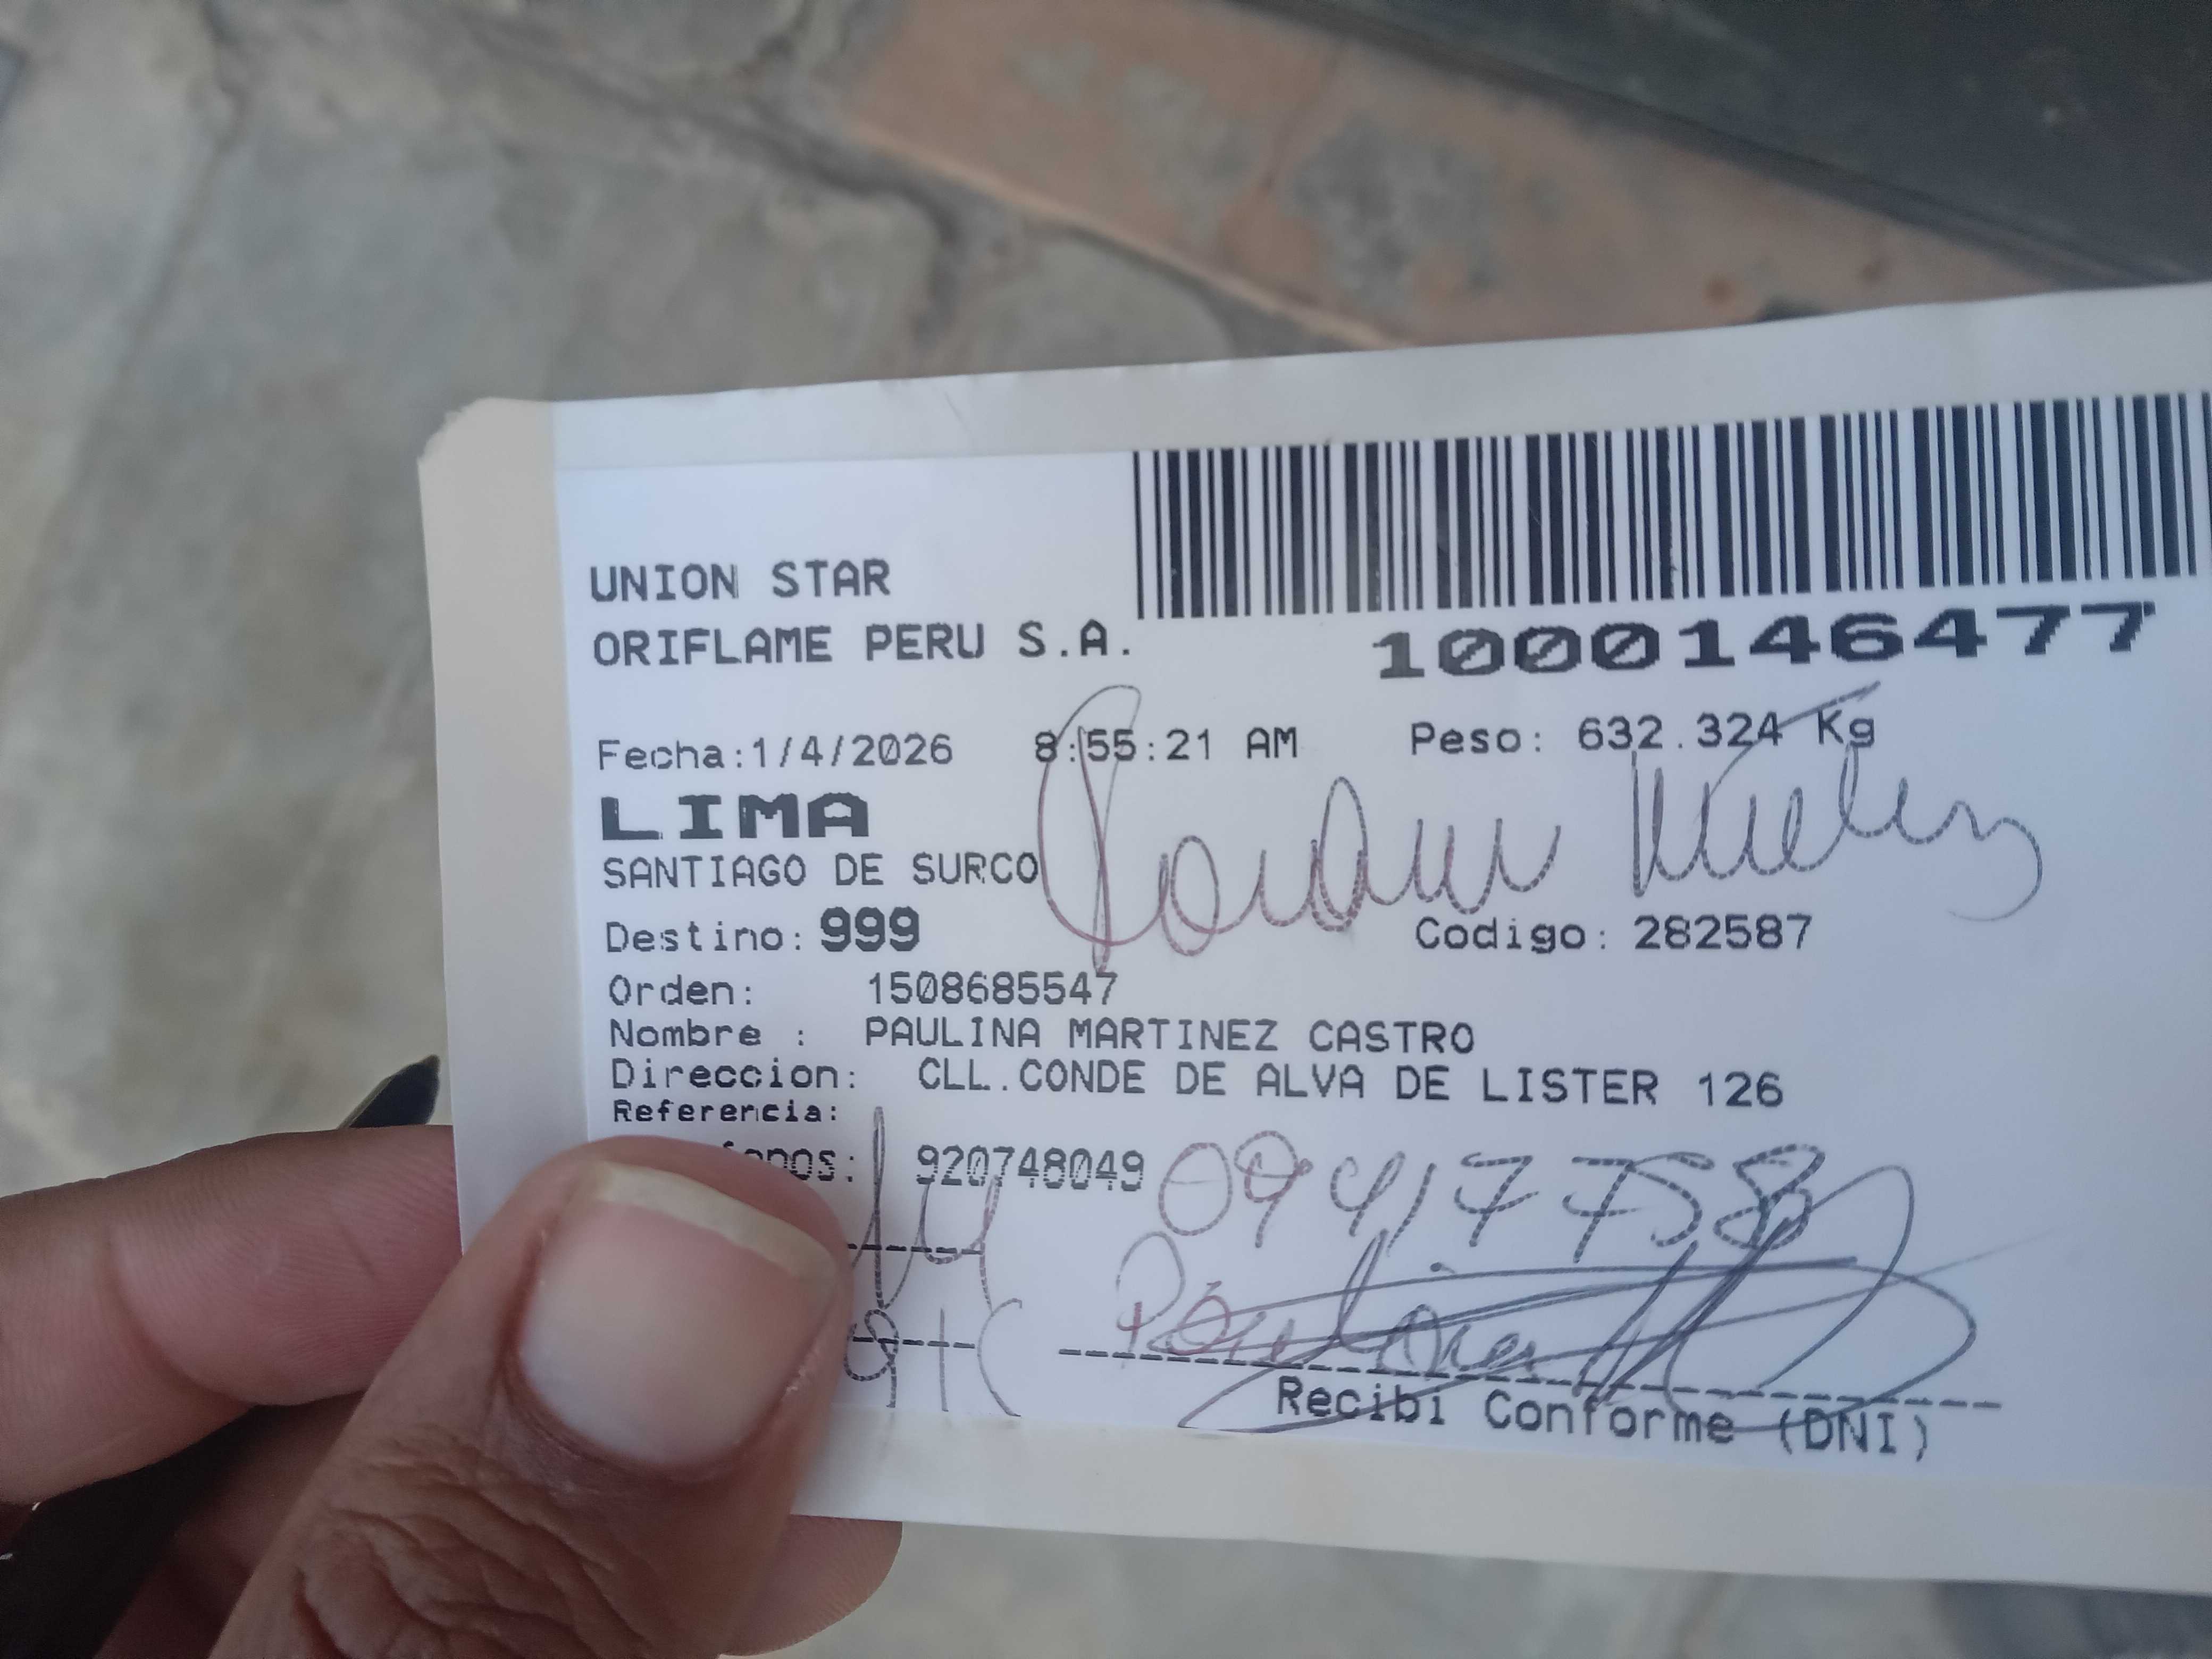 UNION STAR
ORIFLAME PERU S.A.
1000146477
Fecha:1/4/2026 8:55:21 AM Peso: 632.324 Kg
LIMA
SANTIAGO DE SURCO
Destino: 999 Codigo: 282587
Orden: 1508685547
Nombre : PAULINA MARTINEZ CASTRO
Direccion: CLL.CONDE DE ALVA DE LISTER 126
Referencia:
920748049 09417758
Recibi Conforme (DNI)